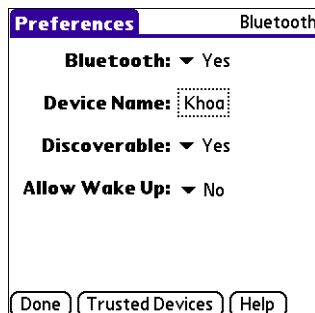 Preferences Bluetooth
Bluetooth: Yes
Device Name: Khoa
Discoverable: Yes
Allow Wake Up: No
Done Trusted Devices Help